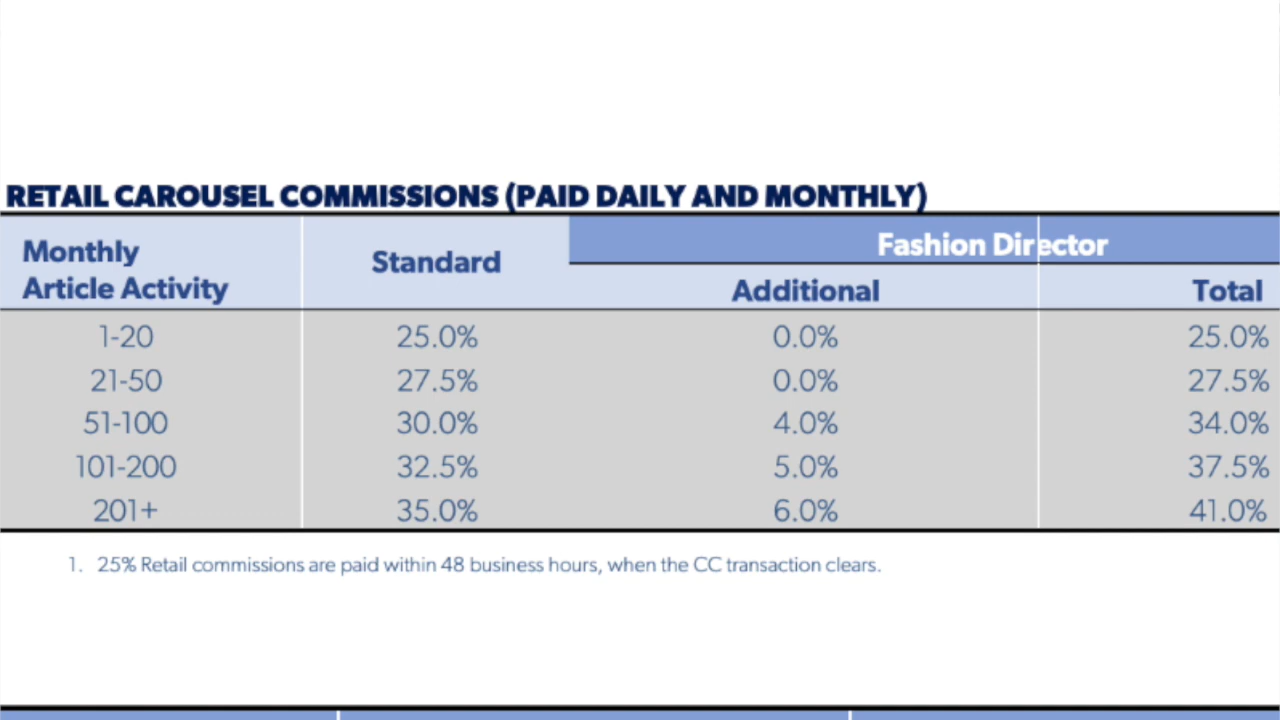 RETAIL CAROUSEL COMMISSIONS (PAID DAILY AND MONTHLY)
Monthly Article Activity Standard Fashion Director
Additional Total
1-20 25.0% 0.0% 25.0%
21-50 27.5% 0.0% 27.5%
51-100 30.0% 4.0% 34.0%
101-200 32.5% 5.0% 37.5%
201+ 35.0% 6.0% 41.0%
1. 25% Retail commissions are paid within 48 business hours, when the CC transaction clears.